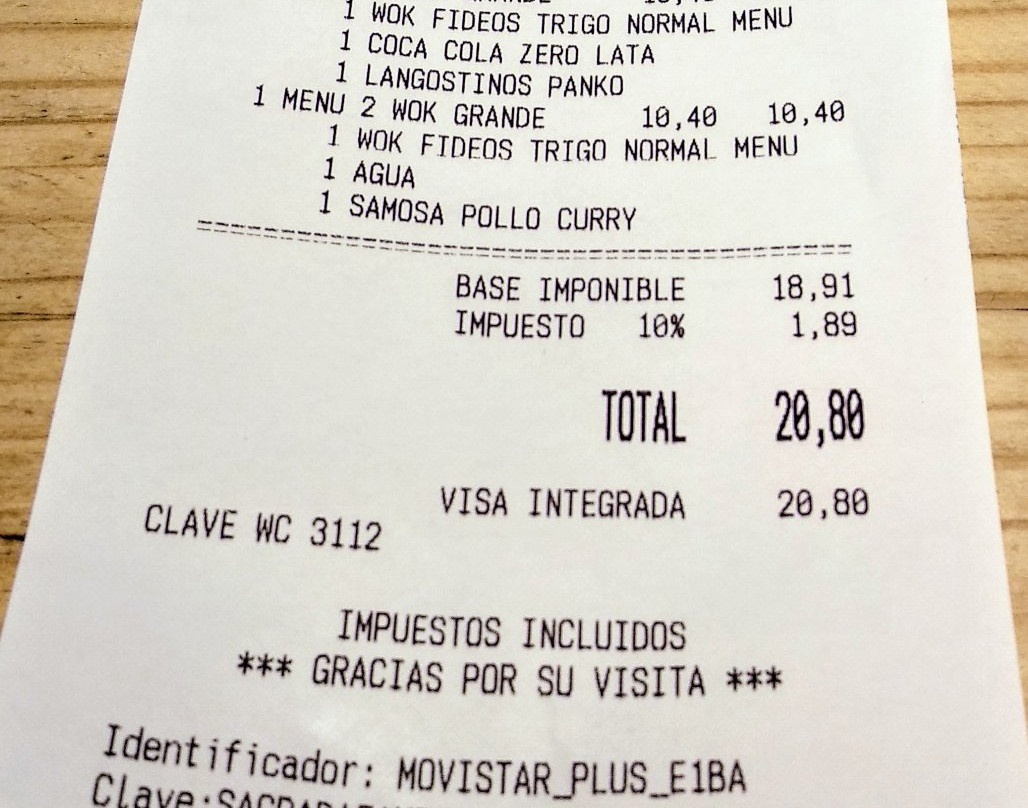 1 WOK FIDEOS TRIGO NORMAL MENU
1 COCA COLA ZERO LATA
1 LANGOSTINOS PANKO
1 MENU 2 WOK GRANDE 10,40 10,40
1 WOK FIDEOS TRIGO NORMAL MENU
1 AGUA
1 SAMOSA POLLO CURRY
BASE IMPONIBLE 18,91
IMPUESTO 10% 1,89
TOTAL 20,80
VISA INTEGRADA 20,80
CLAVE WC 3112
IMPUESTOS INCLUIDOS
*** GRACIAS POR SU VISITA ***
Identificador: MOVISTAR_PLUS_E1BA
Clave: